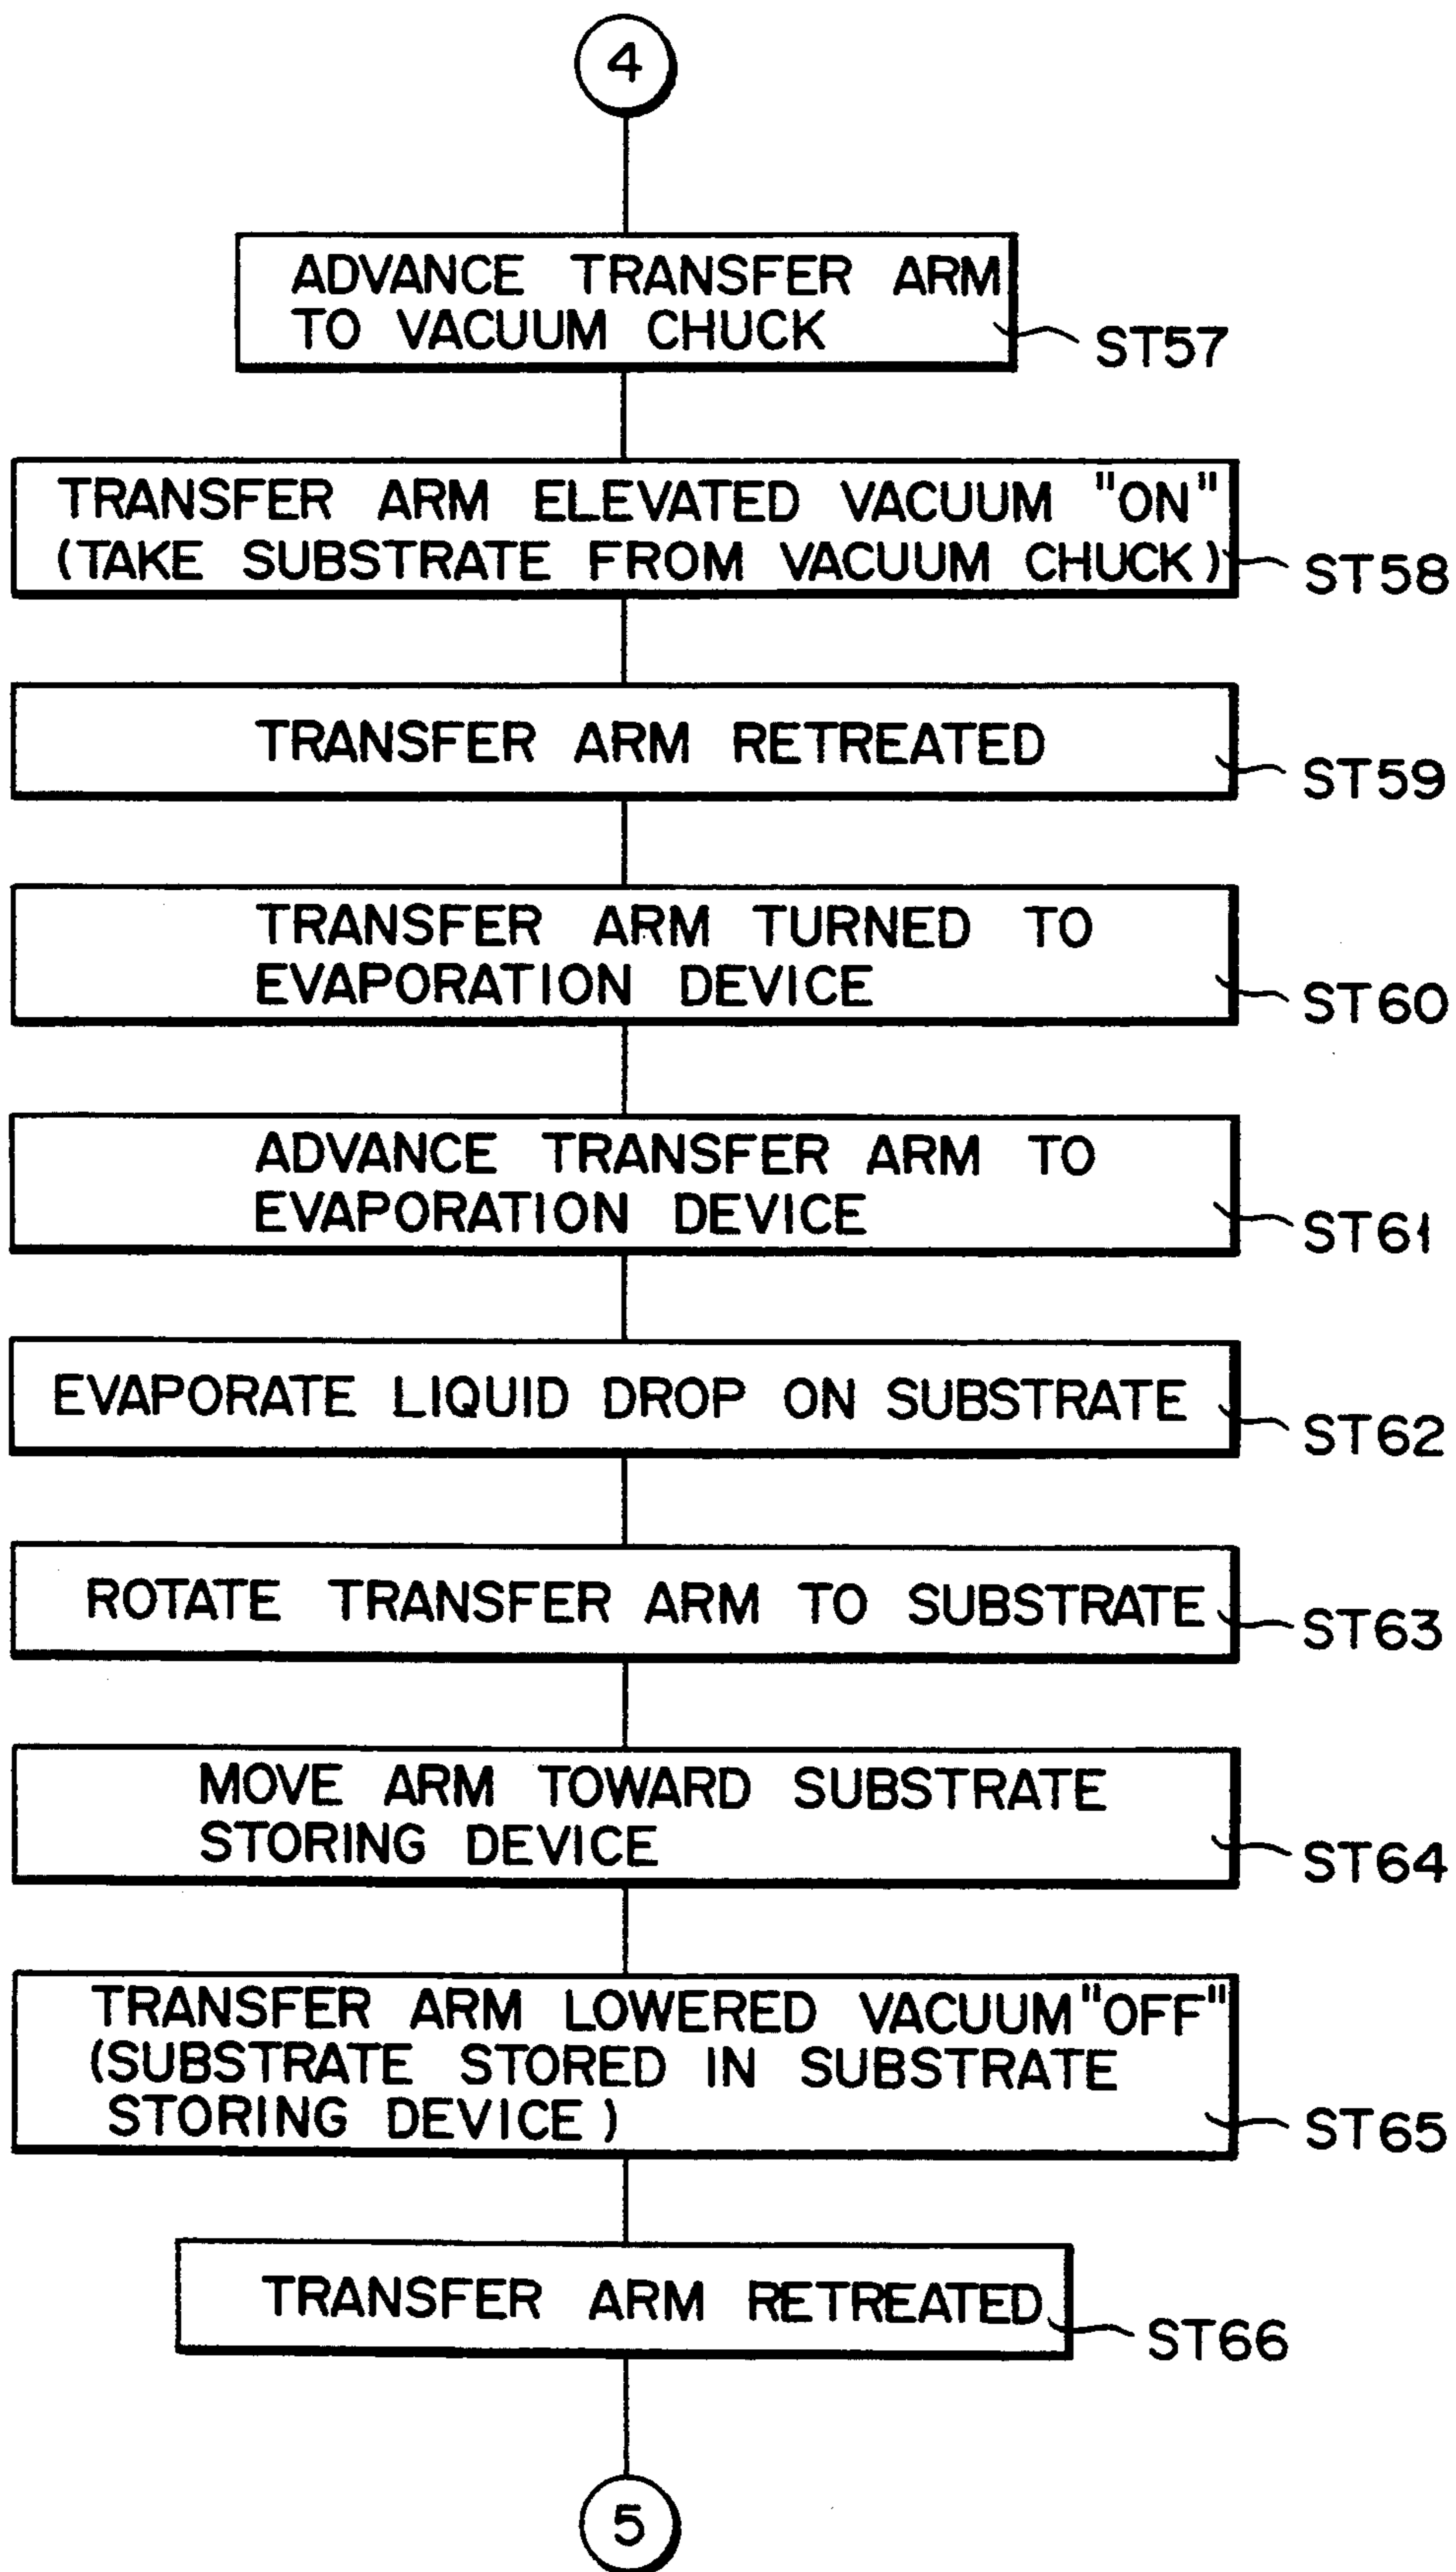 4
ADVANCE TRANSFER ARM
TO VACUUM CHUCK
ST57
TRANSFER ARM ELEVATED VACUUM "ON"
(TAKE SUBSTRATE FROM VACUUM CHUCK)
ST58
TRANSFER ARM RETREATED
ST59
TRANSFER ARM TURNED TO
EVAPORATION DEVICE
ST60
ADVANCE TRANSFER ARM TO
EVAPORATION DEVICE
ST61
EVAPORATE LIQUID DROP ON SUBSTRATE
ST62
ROTATE TRANSFER ARM TO SUBSTRATE
ST63
MOVE ARM TOWARD SUBSTRATE
STORING DEVICE
ST64
TRANSFER ARM LOWERED VACUUM "OFF"
(SUBSTRATE STORED IN SUBSTRATE
STORING DEVICE)
ST65
TRANSFER ARM RETREATED
ST66
5